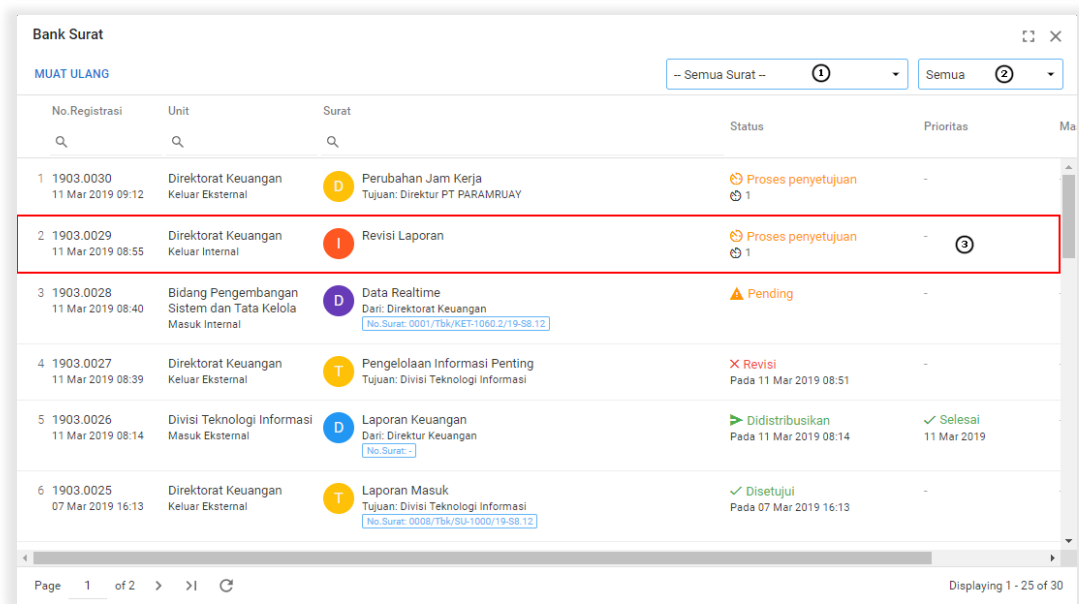 Bank Surat
MUAT ULANG
-- Semua Surat --
1
Semua
2
No.Registrasi Unit Surat Status Prioritas Ma
1 1903.0030 Direktorat Keuangan D Perubahan Jam Kerja Proses penyetujuan -
11 Mar 2019 09:12 Keluar Eksternal Tujuan: Direktur PT PARAMRUAY 1
2 1903.0029 Direktorat Keuangan I Revisi Laporan Proses penyetujuan - 3
11 Mar 2019 08:55 Keluar Internal 1
3 1903.0028 Bidang Pengembangan D Data Realtime Pending -
11 Mar 2019 08:40 Sistem dan Tata Kelola Dari: Direktorat Keuangan
Masuk Internal No.Surat: 0001/Tbk/KET-1060.2/19-S8.12
4 1903.0027 Direktorat Keuangan T Pengelolaan Informasi Penting Revisi -
11 Mar 2019 08:39 Keluar Eksternal Tujuan: Divisi Teknologi Informasi Pada 11 Mar 2019 08:51
5 1903.0026 Divisi Teknologi Informasi D Laporan Keuangan Didistribusikan Selesai
11 Mar 2019 08:14 Masuk Eksternal Dari: Direktur Keuangan Pada 11 Mar 2019 08:14 11 Mar 2019
No.Surat: -
6 1903.0025 Direktorat Keuangan T Laporan Masuk Disetujui -
07 Mar 2019 16:13 Keluar Eksternal Tujuan: Divisi Teknologi Informasi Pada 07 Mar 2019 16:13
No.Surat: 0008/Tbk/SU-1000/19-S8.12
Page 1 of 2 Displaying 1 - 25 of 30